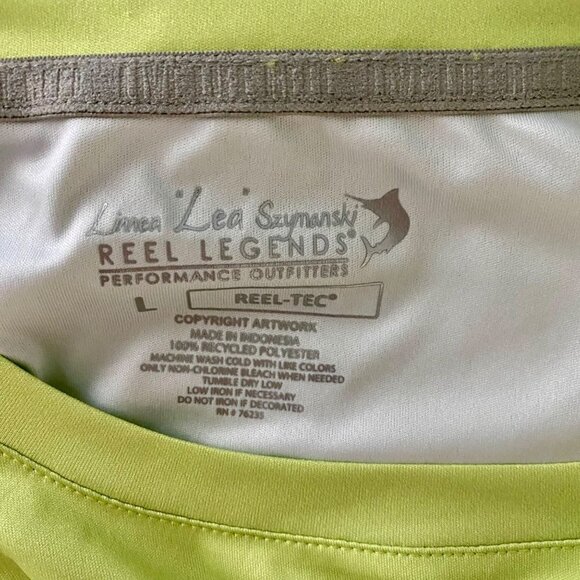 Linnea "Lea" Szymanski
REEL LEGENDS®
PERFORMANCE OUTFITTERS
L REEL-TEC®
COPYRIGHT ARTWORK
MADE IN INDONESIA
100% RECYCLED POLYESTER
MACHINE WASH COLD WITH LIKE COLORS
ONLY NON-CHLORINE BLEACH WHEN NEEDED
TUMBLE DRY LOW
LOW IRON IF NECESSARY
DO NOT IRON IF DECORATED
RN # 76235